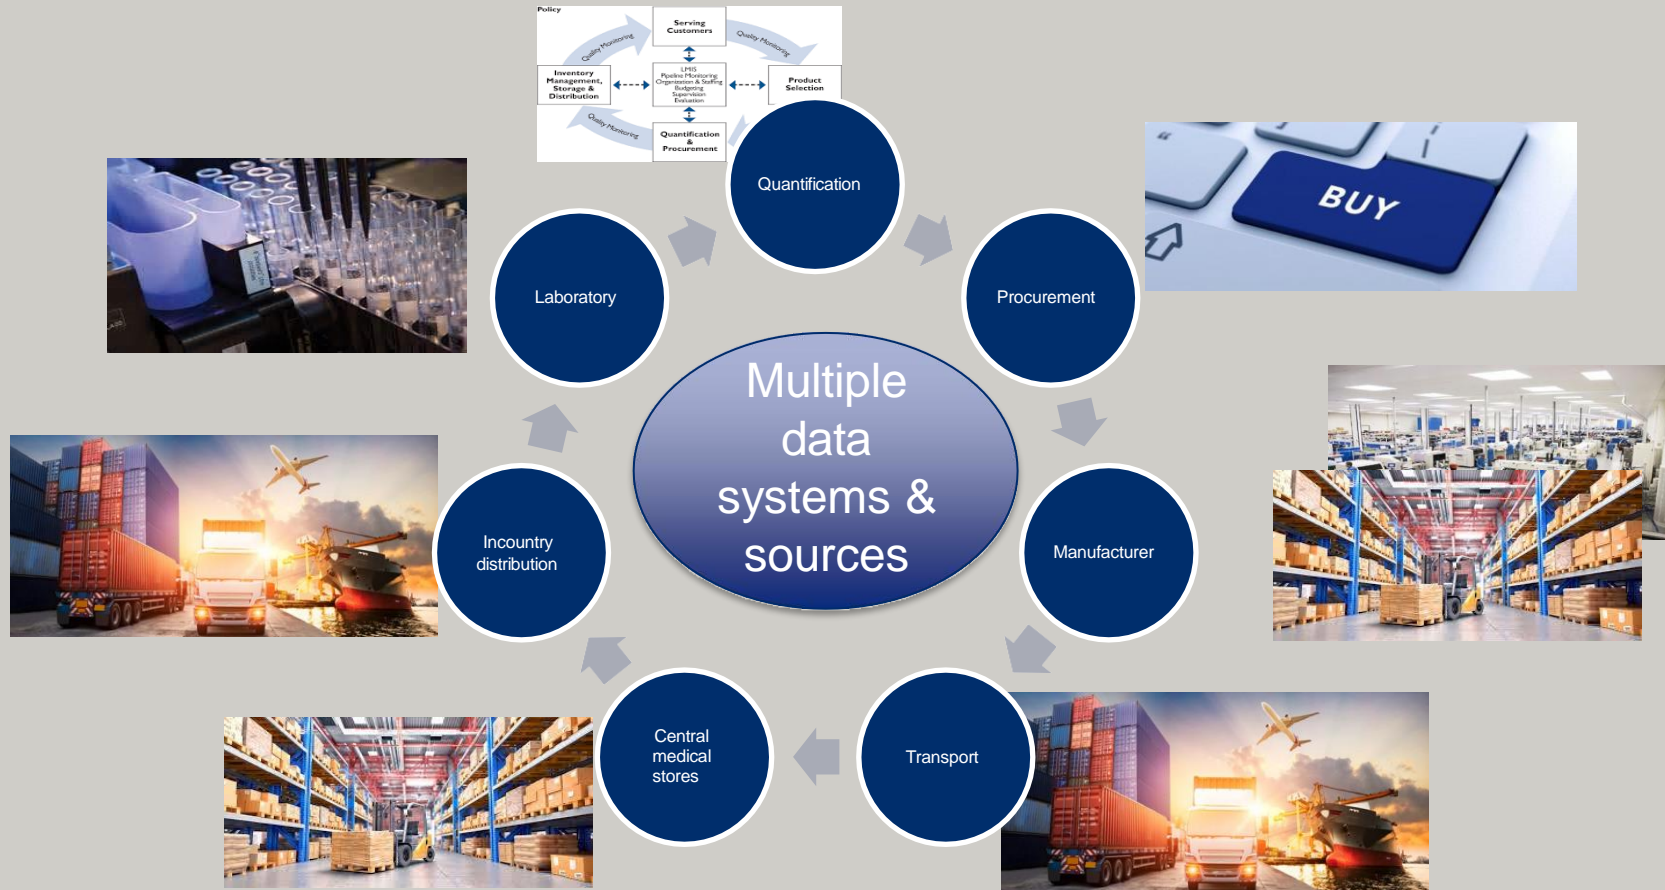 Policy
Serving
Customers
Quality Monitoring
Quality Monitoring
Inventory
Management,
Storage &
Distribution
LMIS
Pipeline Monitoring
Organization & Staffing
Budgeting
Supervision
Evaluation
Product
Selection
Quality Monitoring
Quantification
&
Procurement
Quantification
BUY
Laboratory
Procurement
Multiple
data
systems &
sources
Incountry
distribution
Manufacturer
Central
medical
stores
Transport